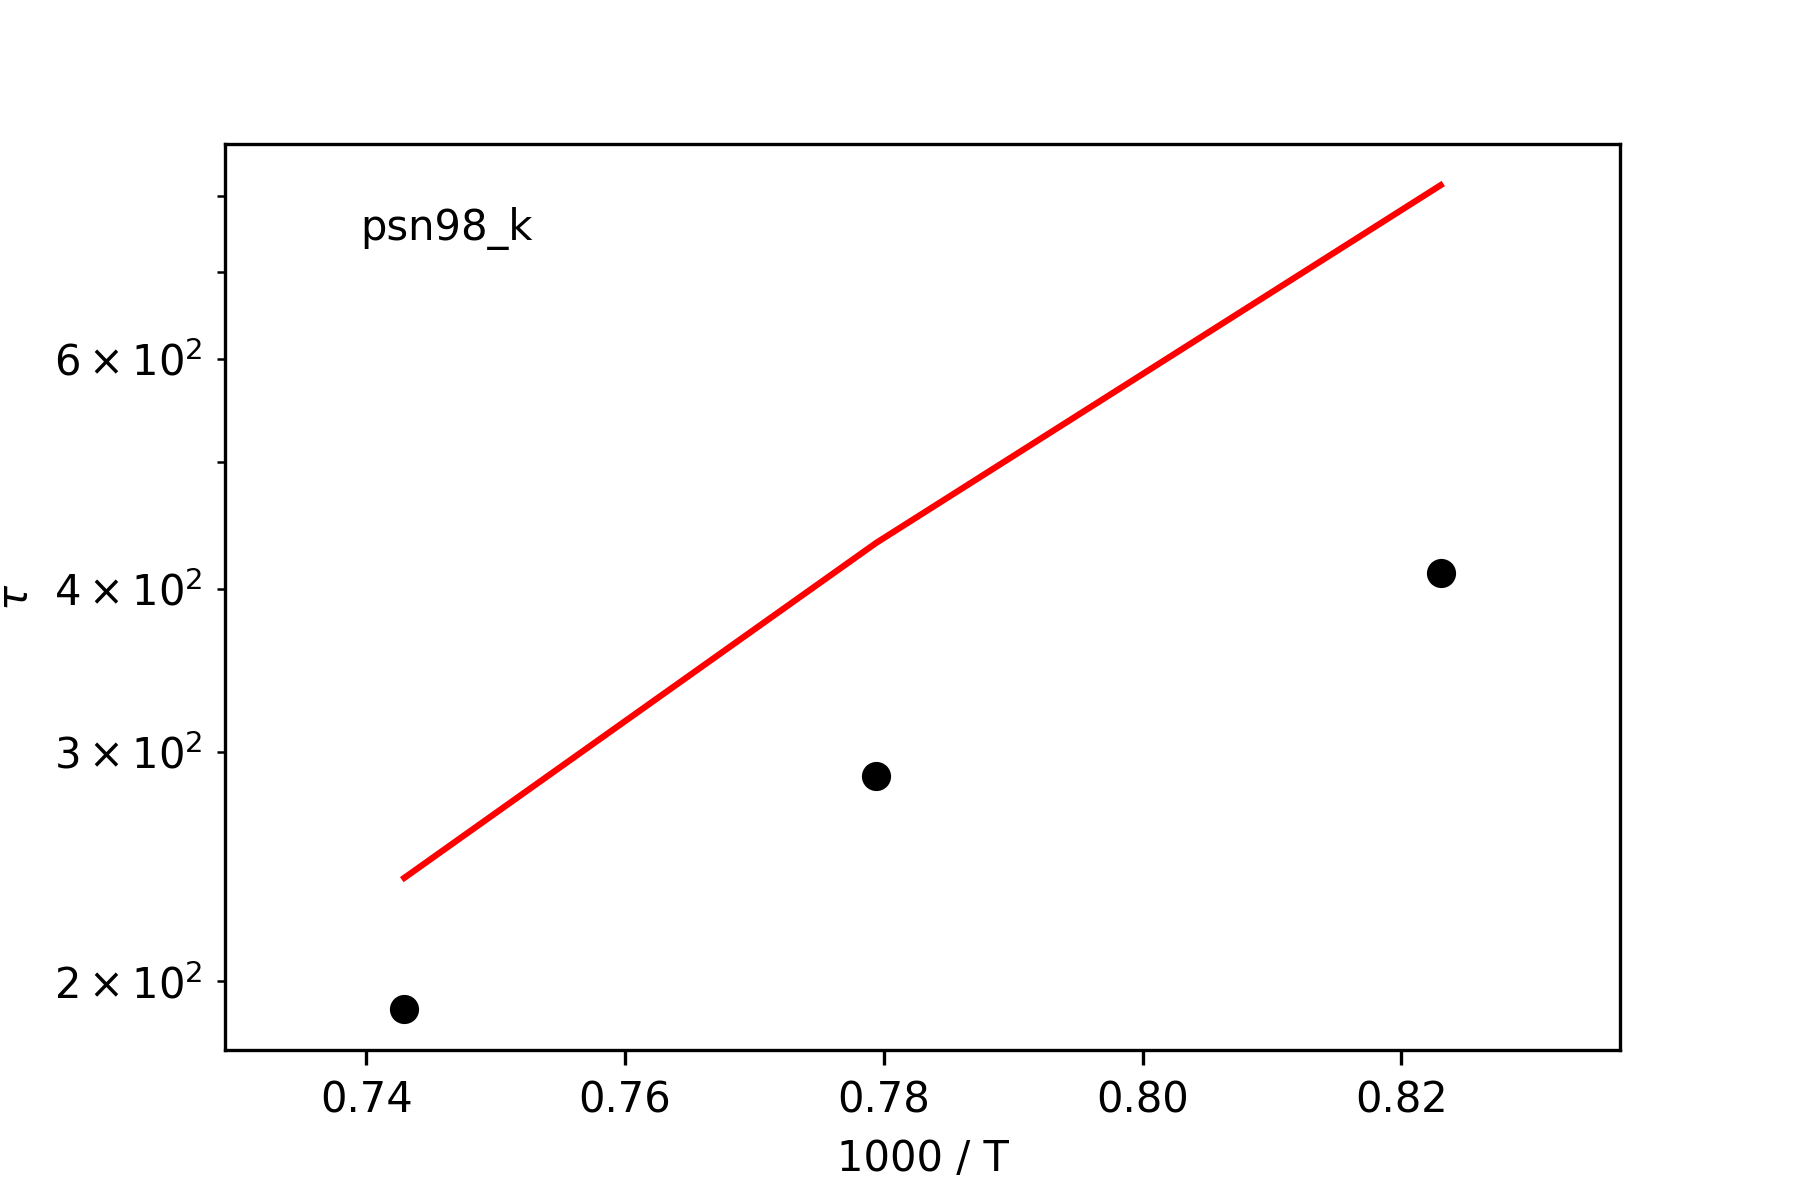 psn98_k
6 × 10²
4 × 10²
3 × 10²
2 × 10²
τ
0.74 0.76 0.78 0.80 0.82
1000 / T